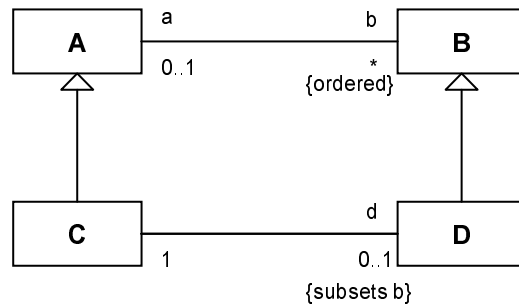 a b
A B
0..1 *
{ordered}
d
C D
1 0..1
{subsets b}